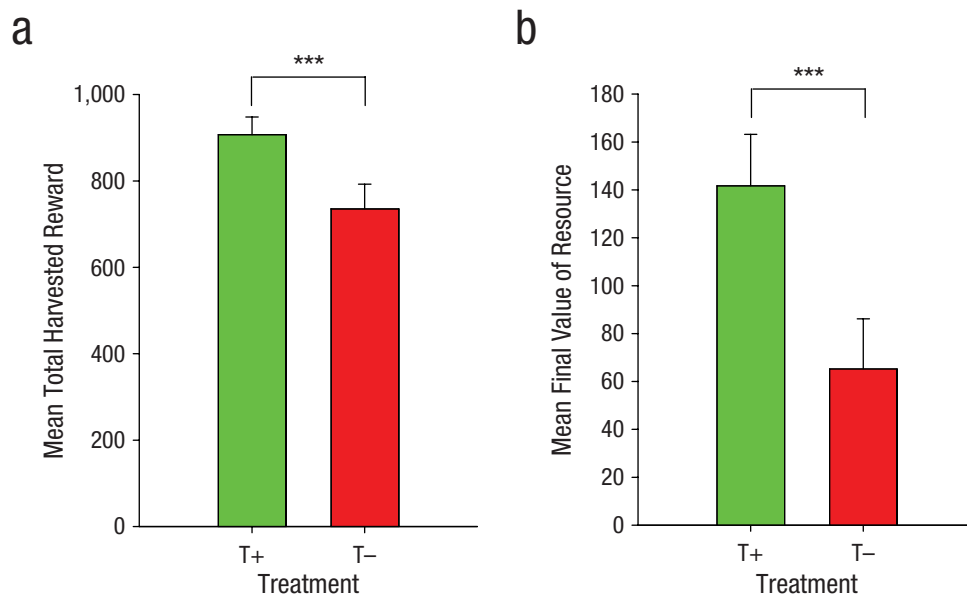 a
***
1,000
800
600
400
200
0
Mean Total Harvested Reward
T+ T–
Treatment
b
***
180
160
140
120
100
80
60
40
20
0
Mean Final Value of Resource
T+ T–
Treatment